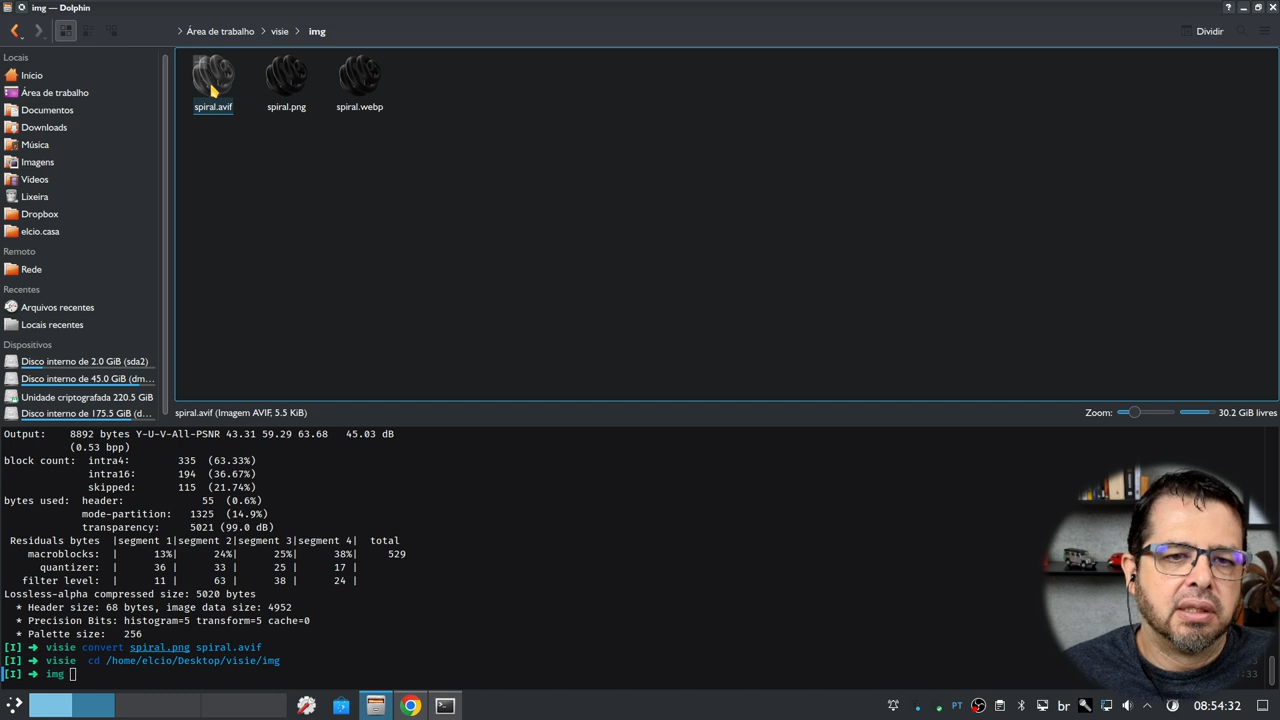 img — Dolphin
Área de trabalho
visie
img
Dividir
Locais
Início
Área de trabalho
Documentos
Downloads
Música
Imagens
Vídeos
Lixeira
Dropbox
elcio.casa
Remoto
Rede
Recentes
Arquivos recentes
Locais recentes
Dispositivos
Disco interno de 2.0 GiB (sda2)
Disco interno de 45.0 GiB (dm…
Unidade criptografada 220.5 GiB
Disco interno de 175.5 GiB (d…
spiral.avif
spiral.png
spiral.webp
spiral.avif (Imagem AVIF, 5.5 KiB)
Zoom:
30.2 GiB livres
Output: 8892 bytes Y-U-V-All-PSNR 43.31 59.29 63.68 45.03 dB
(0.53 bpp)
block count: intra4: 335 (63.33%)
intra16: 194 (36.67%)
skipped: 115 (21.74%)
bytes used: header: 55 (0.6%)
mode-partition: 1325 (14.9%)
transparency: 5021 (99.0 dB)
Residuals bytes |segment 1|segment 2|segment 3|segment 4| total
macroblocks: | 13%| 24%| 25%| 38%| 529
quantizer: | 36 | 33 | 25 | 17 |
filter level: | 11 | 63 | 38 | 24 |
Lossless-alpha compressed size: 5020 bytes
* Header size: 68 bytes, image data size: 4952
* Precision Bits: histogram=5 transform=5 cache=0
* Palette size: 256
[I] ➜ visie convert spiral.png spiral.avif
[I] ➜ visie cd /home/elcio/Desktop/visie/img
[I] ➜ img
PT
br
08:54:32